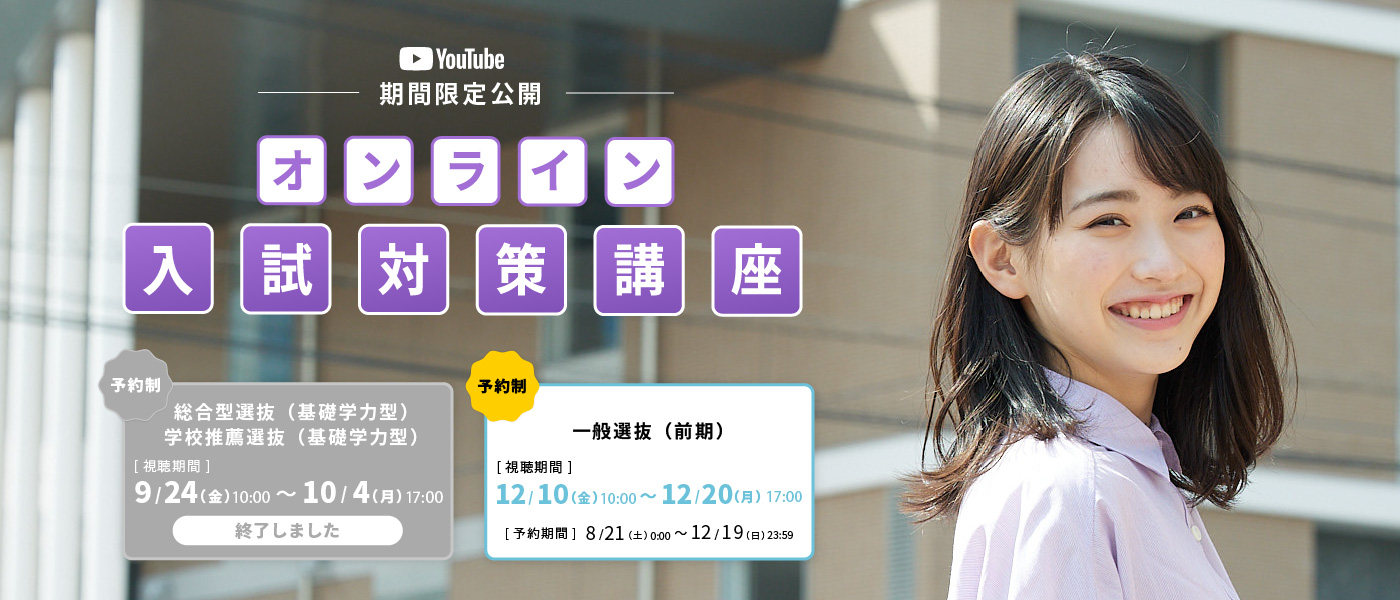 YouTube
期間限定公開
オンライン
入試対策講座
予約制
総合型選抜（基礎学力型）
学校推薦選抜（基礎学力型）
[ 視聴期間 ]
9/24(金)10:00 〜 10/4(月)17:00
終了しました
予約制
一般選抜（前期）
[ 視聴期間 ]
12/10(金)10:00 〜 12/20(月)17:00
[ 予約期間 ] 8/21(土)0:00 〜 12/19(日)23:59